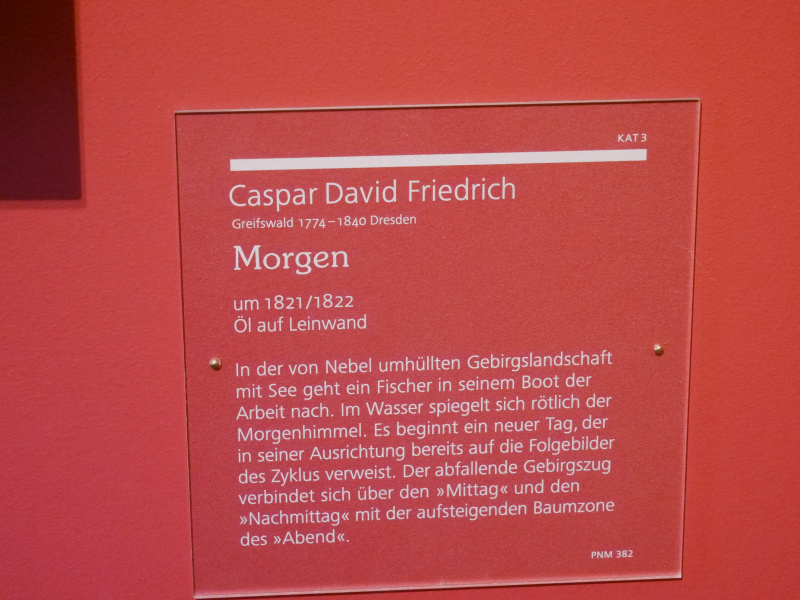 KAT 3
Caspar David Friedrich
Greifswald 1774–1840 Dresden
Morgen
um 1821/1822
Öl auf Leinwand
In der von Nebel umhüllten Gebirgslandschaft
mit See geht ein Fischer in seinem Boot der
Arbeit nach. Im Wasser spiegelt sich rötlich der
Morgenhimmel. Es beginnt ein neuer Tag, der
in seiner Ausrichtung bereits auf die Folgebilder
des Zyklus verweist. Der abfallende Gebirgszug
verbindet sich über den »Mittag« und den
»Nachmittag« mit der aufsteigenden Baumzone
des »Abend«.
PNM 382